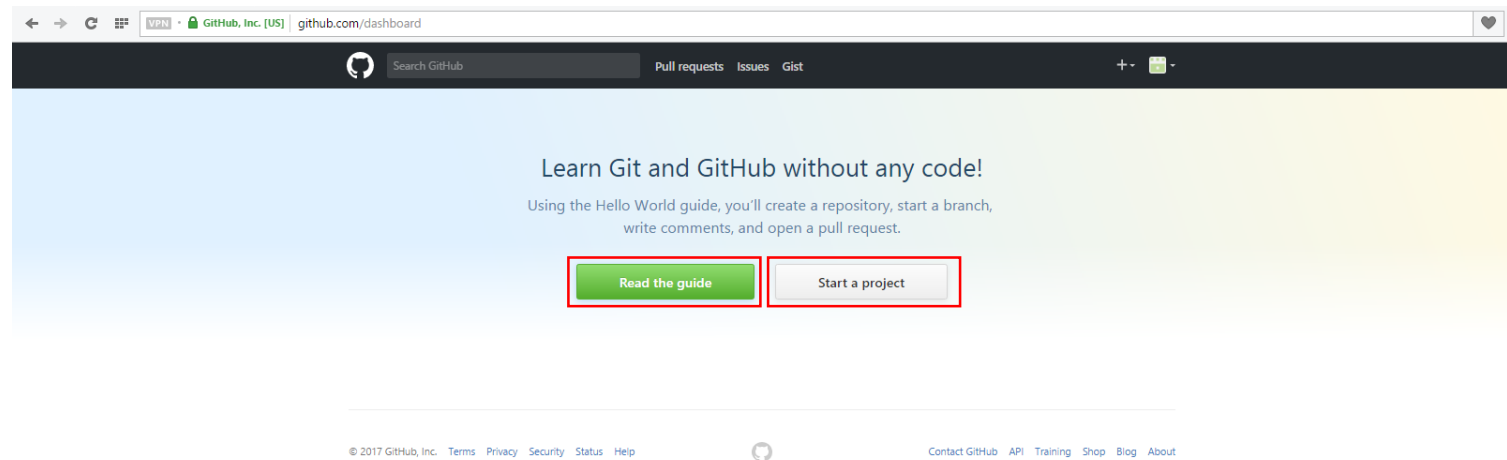 VPN GitHub, Inc. [US] github.com/dashboard
Search GitHub Pull requests Issues Gist
Learn Git and GitHub without any code!
Using the Hello World guide, you’ll create a repository, start a branch,
write comments, and open a pull request.
Read the guide Start a project
© 2017 GitHub, Inc. Terms Privacy Security Status Help Contact GitHub API Training Shop Blog About